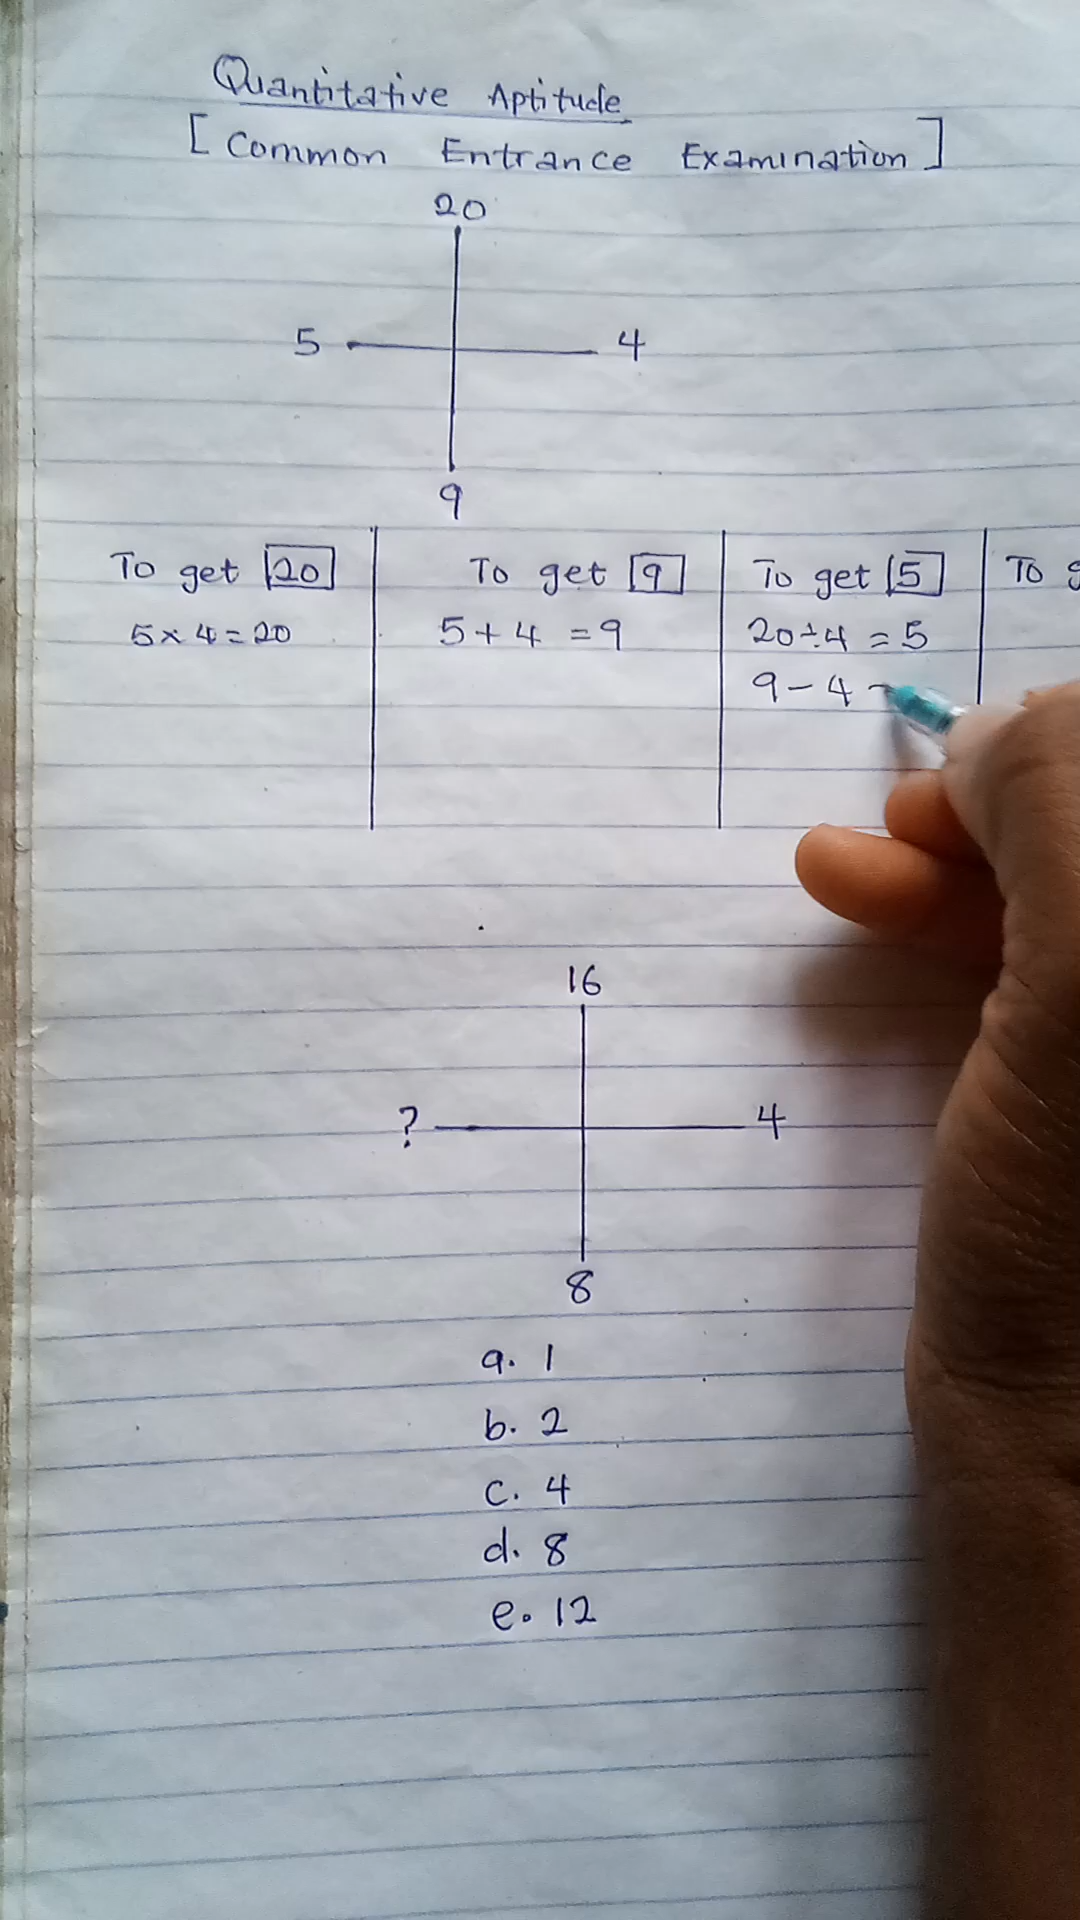 Quantitative Aptitude
[Common Entrance Examination]
20
5 4
9
To get 20
5 × 4 = 20
To get 9
5 + 4 = 9
To get 5
20 ÷ 4 = 5
9 - 4
To
16
? 4
8
a. 1
b. 2
c. 4
d. 8
e. 12